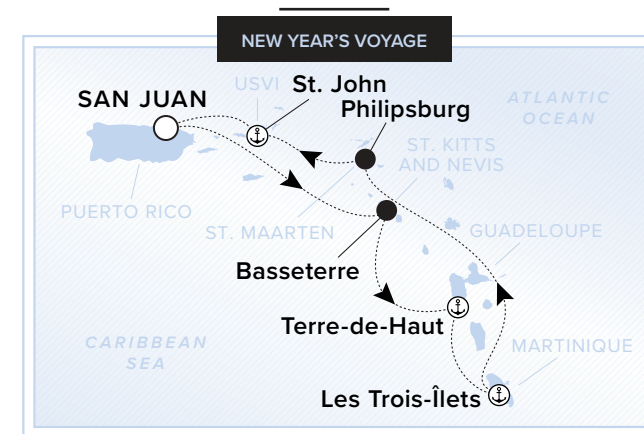 NEW YEAR'S VOYAGE
USVI
St. John
SAN JUAN
Philipsburg
ATLANTIC
OCEAN
ST. KITTS
AND NEVIS
PUERTO RICO
ST. MAARTEN
GUADELOUPE
Basseterre
Terre-de-Haut
CARIBBEAN
SEA
MARTINIQUE
Les Trois-Îlets